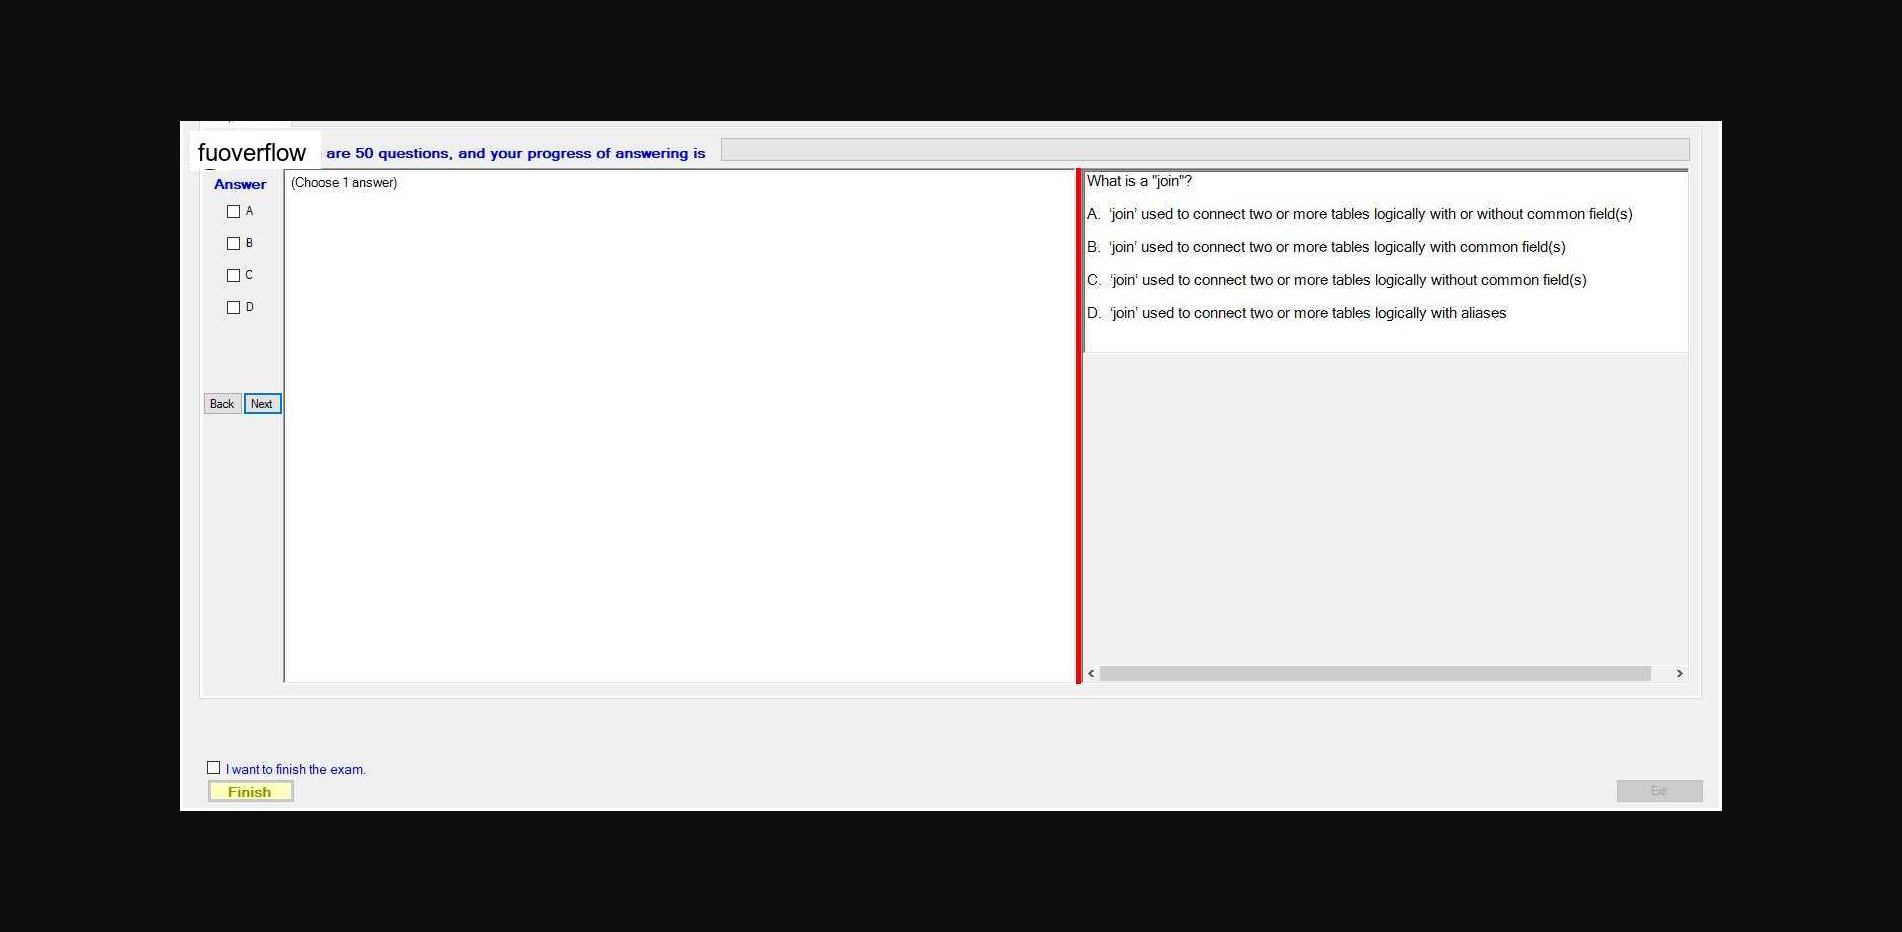 fuoverflow are 50 questions, and your progress of answering is
Answer
(Choose 1 answer)
A
B
C
D
Back Next
What is a "join"?
A. ‘join’ used to connect two or more tables logically with or without common field(s)
B. ‘join’ used to connect two or more tables logically with common field(s)
C. ‘join’ used to connect two or more tables logically without common field(s)
D. ‘join’ used to connect two or more tables logically with aliases
I want to finish the exam.
Finish
Exit